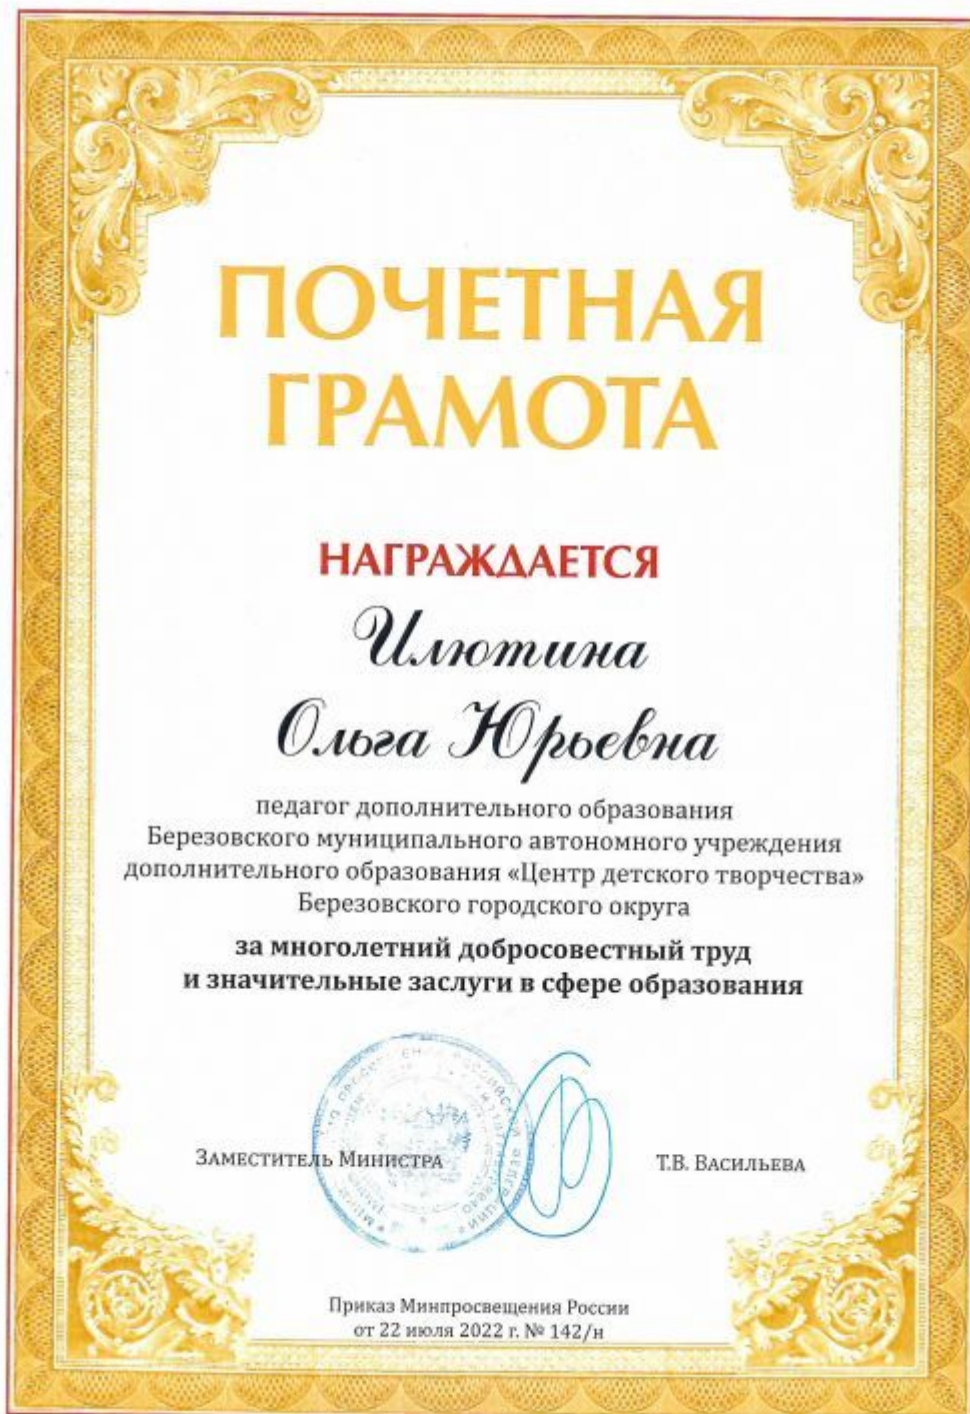 ПОЧЕТНАЯ
ГРАМОТА
НАГРАЖДАЕТСЯ
Илютина
Ольга Юрьевна
педагог дополнительного образования
Березовского муниципального автономного учреждения
дополнительного образования «Центр детского творчества»
Березовского городского округа
за многолетний добросовестный труд
и значительные заслуги в сфере образования
Заместитель Министра Т.В. Васильева
Приказ Минпросвещения России
от 22 июля 2022 г. № 142/н